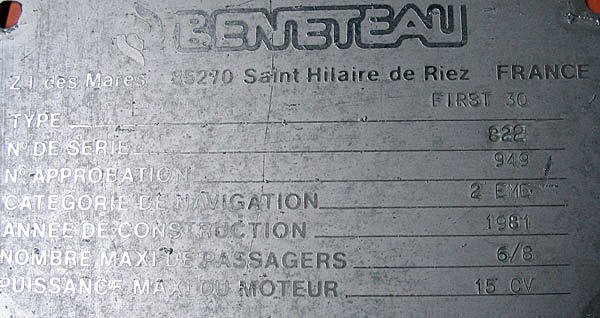 BENETEAU
Z.I des Mares 85270 Saint Hilaire de Riez FRANCE
TYPE FIRST 30
N° DE SERIE 822
N° APPROBATION 949
CATEGORIE DE NAVIGATION 2 EME
ANNEE DE CONSTRUCTION 1981
NOMBRE MAXI DE PASSAGERS 6/8
PUISSANCE MAXI DU MOTEUR 15 CV